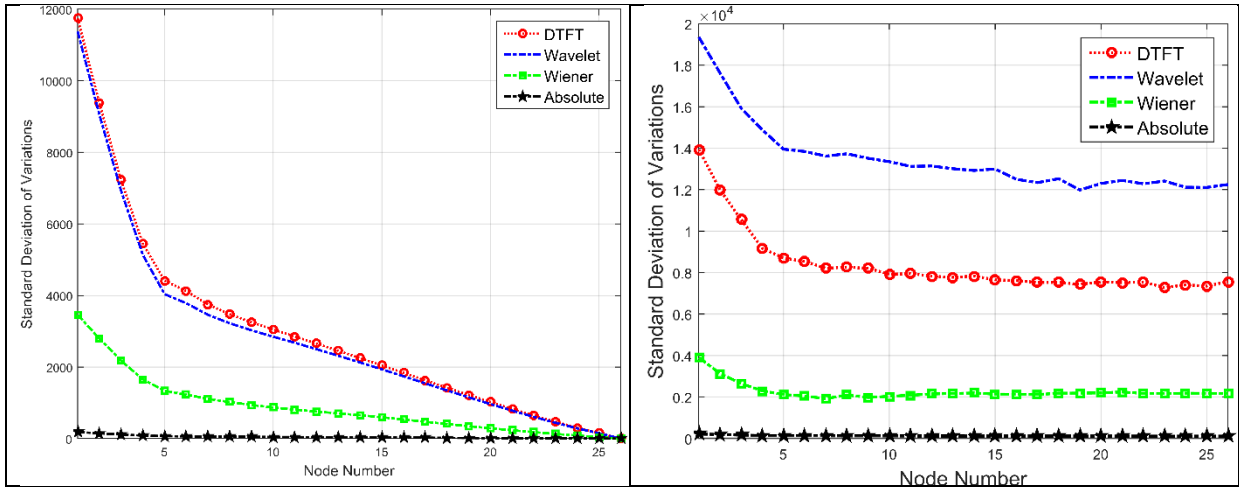 12000
10000
8000
6000
4000
2000
0
Standard Deviation of Variations
DTFT
Wavelet
Wiener
Absolute
5
10
15
20
25
Node Number
×10⁴
2
1.8
1.6
1.4
1.2
1
0.8
0.6
0.4
0.2
0
Standard Deviation of Variations
DTFT
Wavelet
Wiener
Absolute
5
10
15
20
25
Node Number